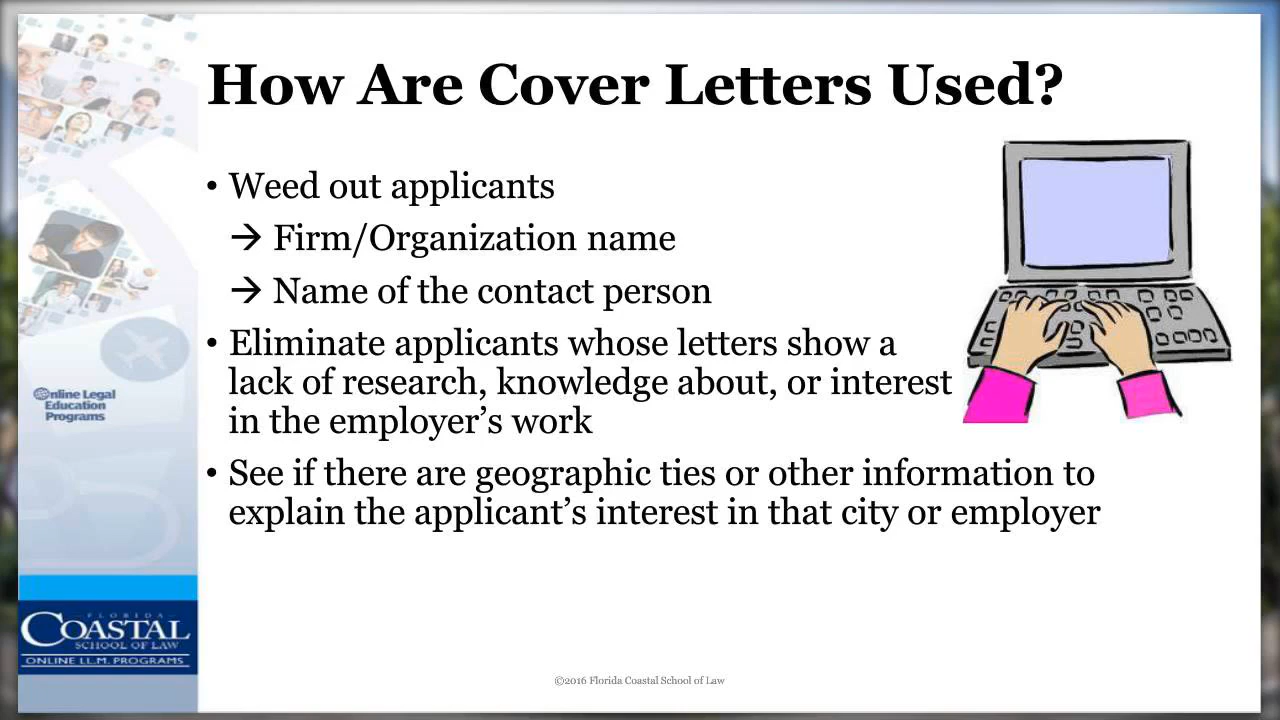 How Are Cover Letters Used?
• Weed out applicants
→ Firm/Organization name
→ Name of the contact person
• Eliminate applicants whose letters show a
lack of research, knowledge about, or interest
in the employer’s work
• See if there are geographic ties or other information to
explain the applicant’s interest in that city or employer
Online Legal
Education
Programs
FLORIDA
COASTAL
SCHOOL OF LAW
ONLINE LL.M. PROGRAMS
©2016 Florida Coastal School of Law